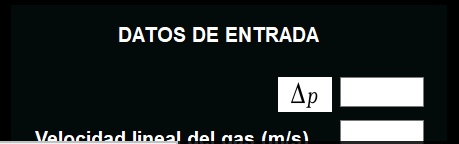 DATOS DE ENTRADA
Δp
Velocidad lineal del gas (m/s)